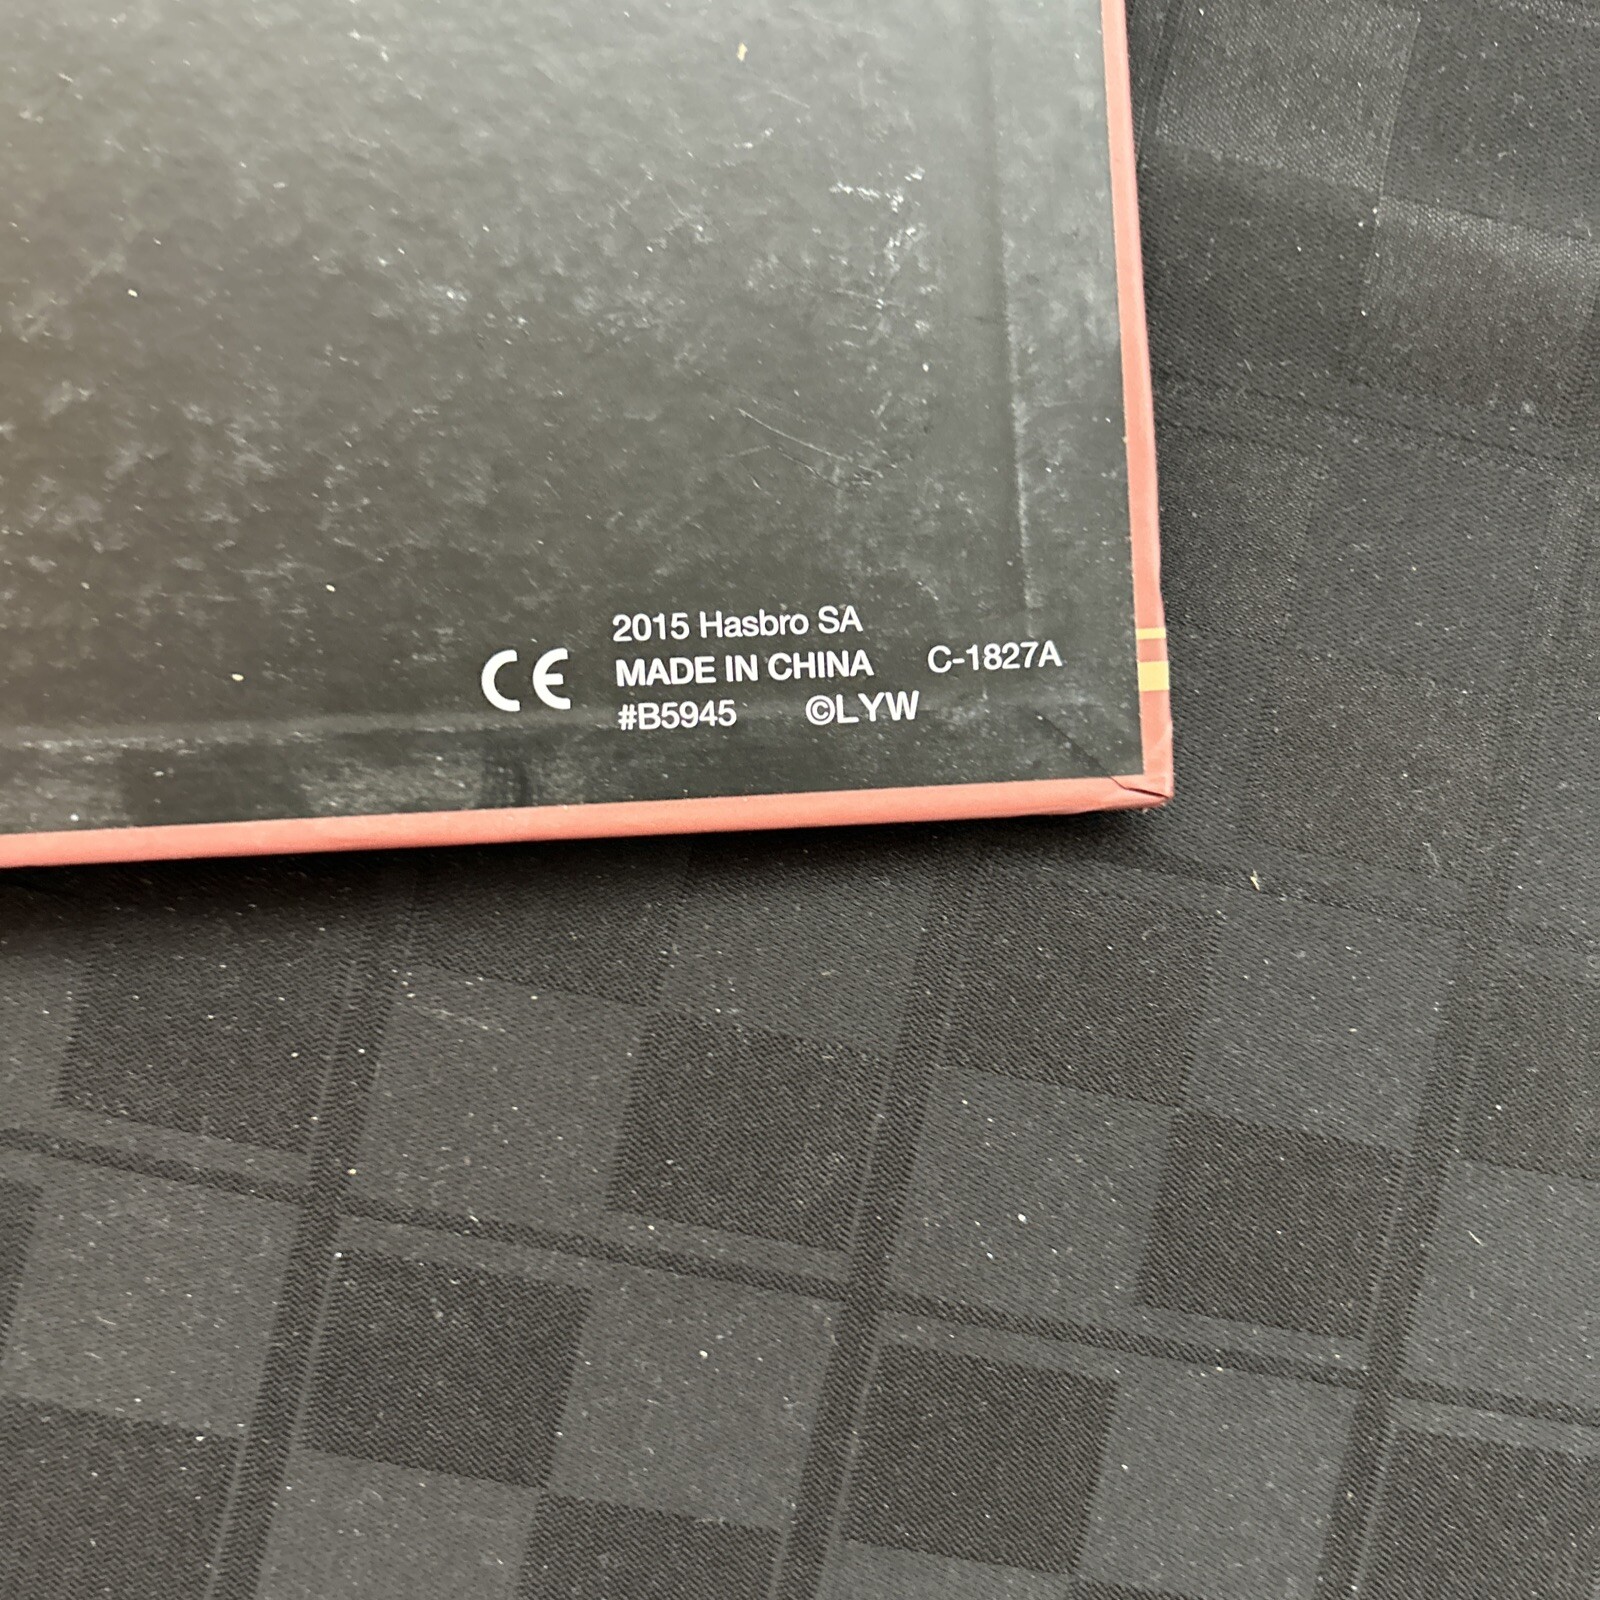 CE
2015 Hasbro SA
MADE IN CHINA C-1827A
#B5945 ©LYW